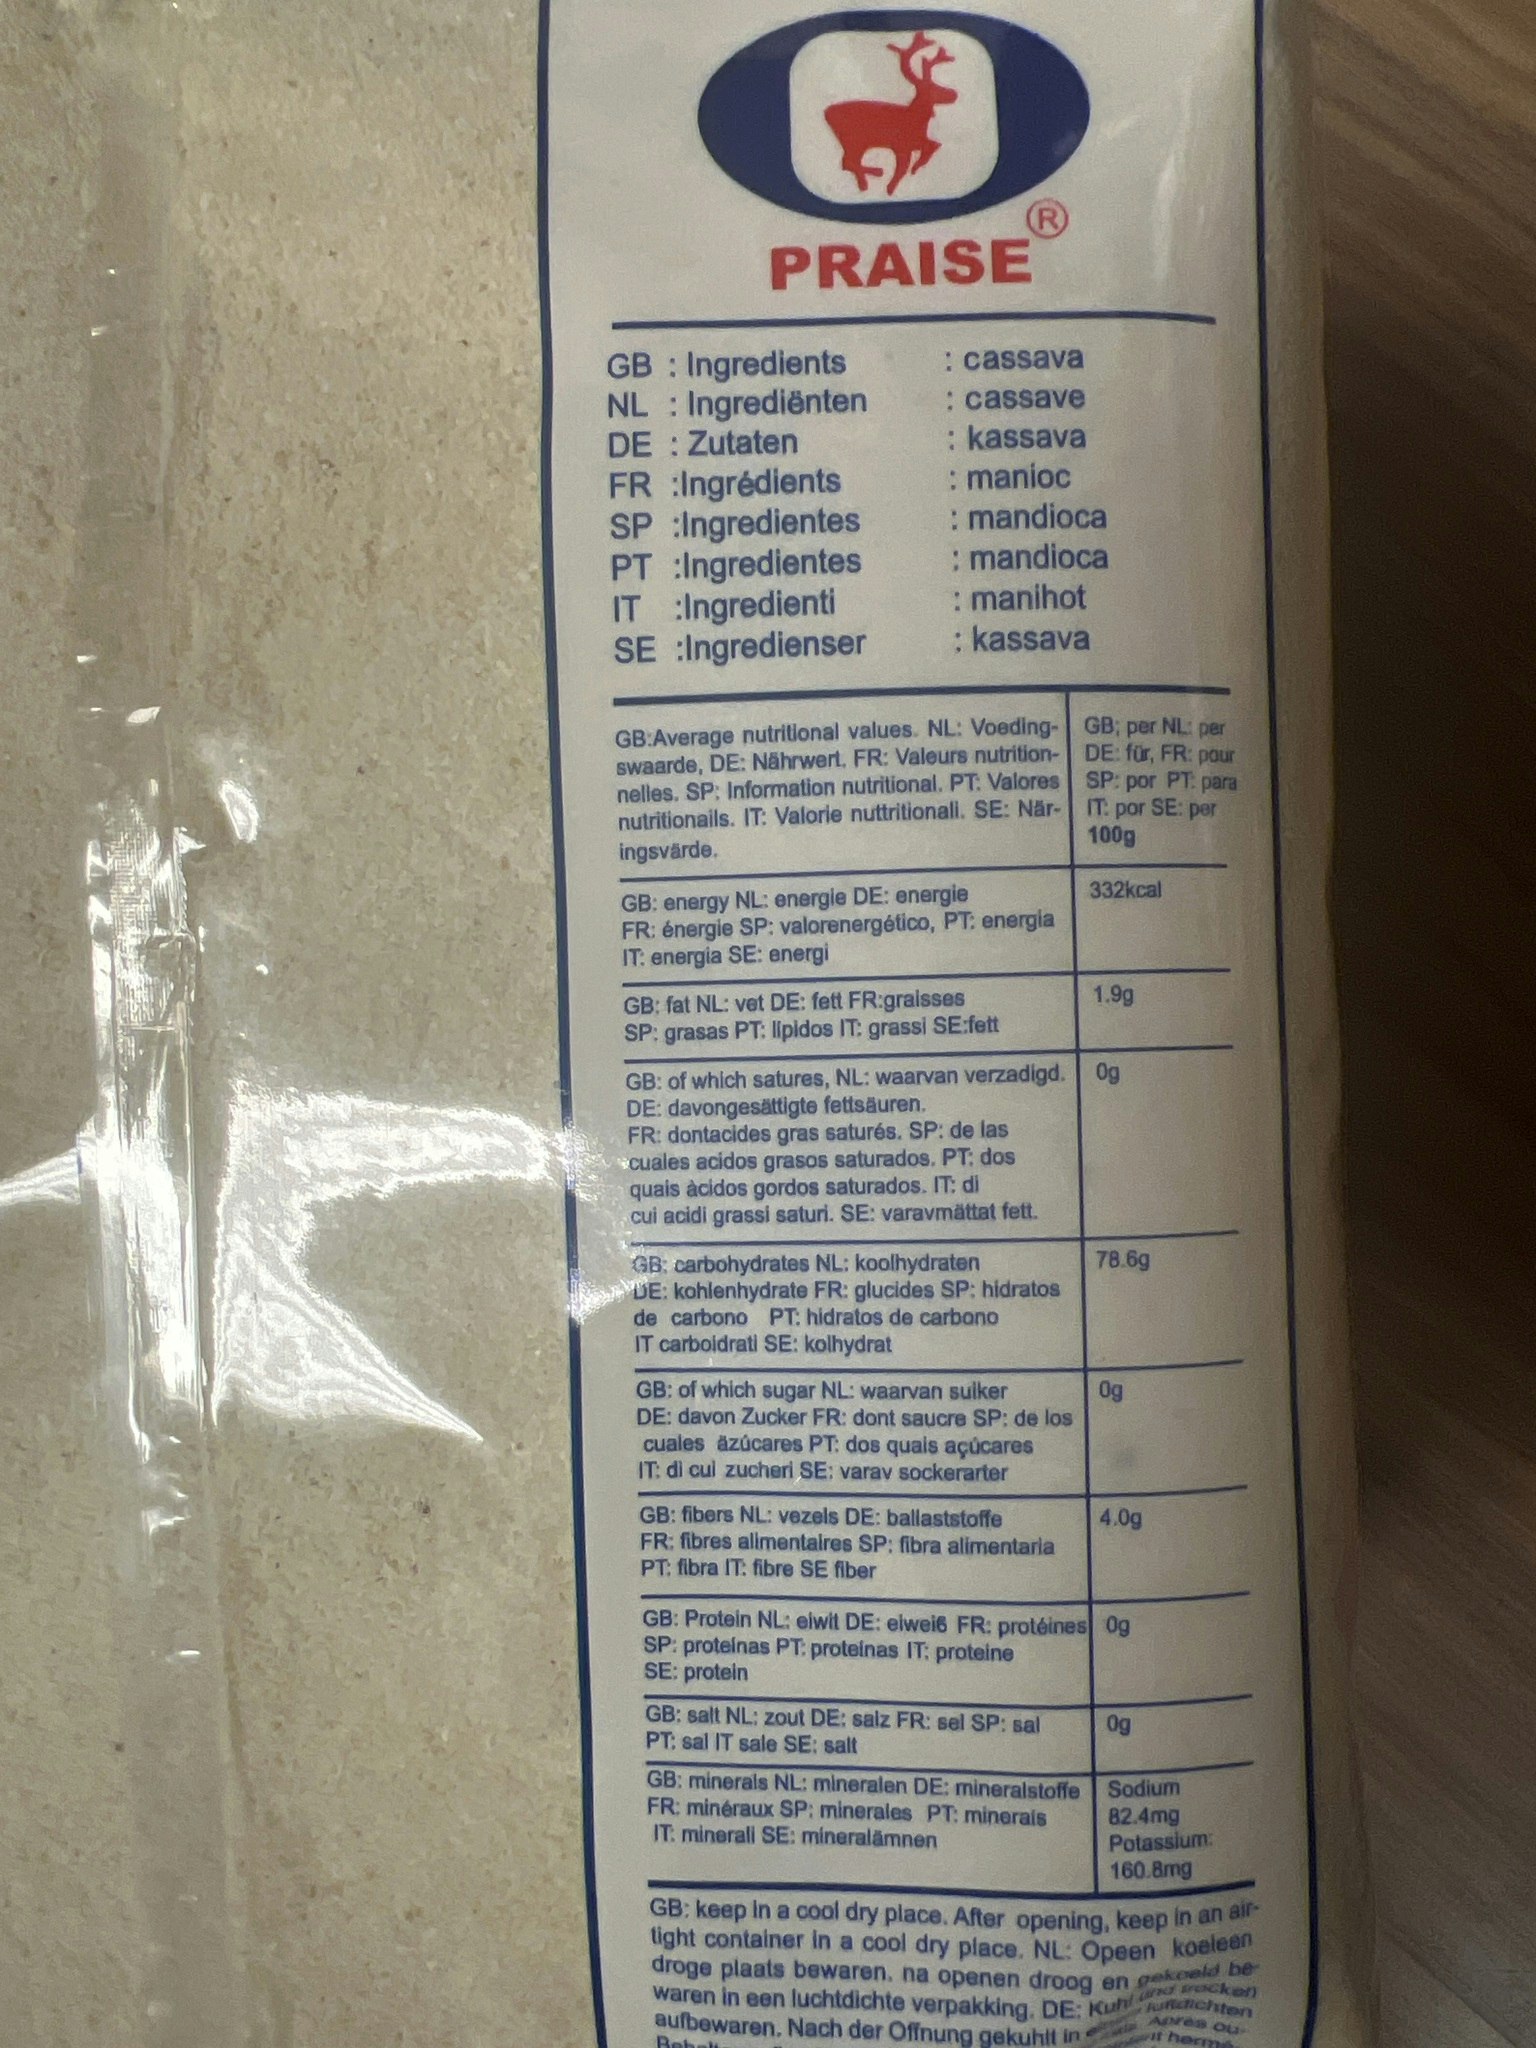 PRAISE®
GB : Ingredients : cassava
NL : Ingrediënten : cassave
DE : Zutaten : kassava
FR :Ingrédients : manioc
SP :Ingredientes : mandioca
PT :Ingredientes : mandioca
IT :Ingredienti : manihot
SE :Ingredienser : kassava
GB:Average nutritional values. NL: Voeding-
swaarde, DE: Nährwert. FR: Valeurs nutrition-
nelles. SP: Information nutritional. PT: Valores
nutritionails. IT: Valorie nuttritionali. SE: När-
ingsvärde.
GB; per NL: per
DE: für, FR: pour
SP: por PT: para
IT: por SE: per
100g
GB: energy NL: energie DE: energie
FR: énergie SP: valorenergético, PT: energia
IT: energia SE: energi
332kcal
GB: fat NL: vet DE: fett FR:graisses
SP: grasas PT: lípidos IT: grassi SE:fett
1.9g
GB: of which satures, NL: waarvan verzadigd.
DE: davongesättigte fettsäuren.
FR: dontacides gras saturés. SP: de las
cuales acidos grasos saturados. PT: dos
quais àcidos gordos saturados. IT: di
cui acidi grassi saturi. SE: varavmättat fett.
0g
GB: carbohydrates NL: koolhydraten
DE: kohlenhydrate FR: glucides SP: hidratos
de carbono PT: hidratos de carbono
IT carboidrati SE: kolhydrat
78.6g
GB: of which sugar NL: waarvan suiker
DE: davon Zucker FR: dont saucre SP: de los
cuales äzúcares PT: dos quais açúcares
IT: di cui zucheri SE: varav sockerarter
0g
GB: fibers NL: vezels DE: ballaststoffe
FR: fibres alimentaires SP: fibra alimentaria
PT: fibra IT: fibre SE fiber
4.0g
GB: Protein NL: eiwit DE: eiweiß FR: protéines
SP: proteinas PT: proteínas IT: proteine
SE: protein
0g
GB: salt NL: zout DE: salz FR: sel SP: sal
PT: sal IT sale SE: salt
0g
GB: minerals NL: mineralen DE: mineralstoffe
FR: minéraux SP: minerales PT: minerais
IT: minerali SE: mineralämnen
Sodium
82.4mg
Potassium:
160.8mg
GB: keep in a cool dry place. After opening, keep in an air-
tight container in a cool dry place. NL: Opeen koeleen
droge plaats bewaren. na openen droog en gekoeld be-
waren in een luchtdichte verpakking. DE: Kuhl und trocken
aufbewaren. Nach der Offnung gekuhlt in luftdichten
Aprés ou-